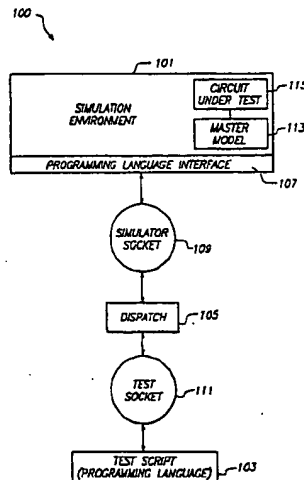 100
101
SIMULATION
ENVIRONMENT
CIRCUIT
UNDER TEST
115
MASTER
MODEL
113
PROGRAMMING LANGUAGE INTERFACE
107
SIMULATOR
SOCKET
109
DISPATCH
105
TEST
SOCKET
111
TEST SCRIPT
(PROGRAMMING LANGUAGE)
103